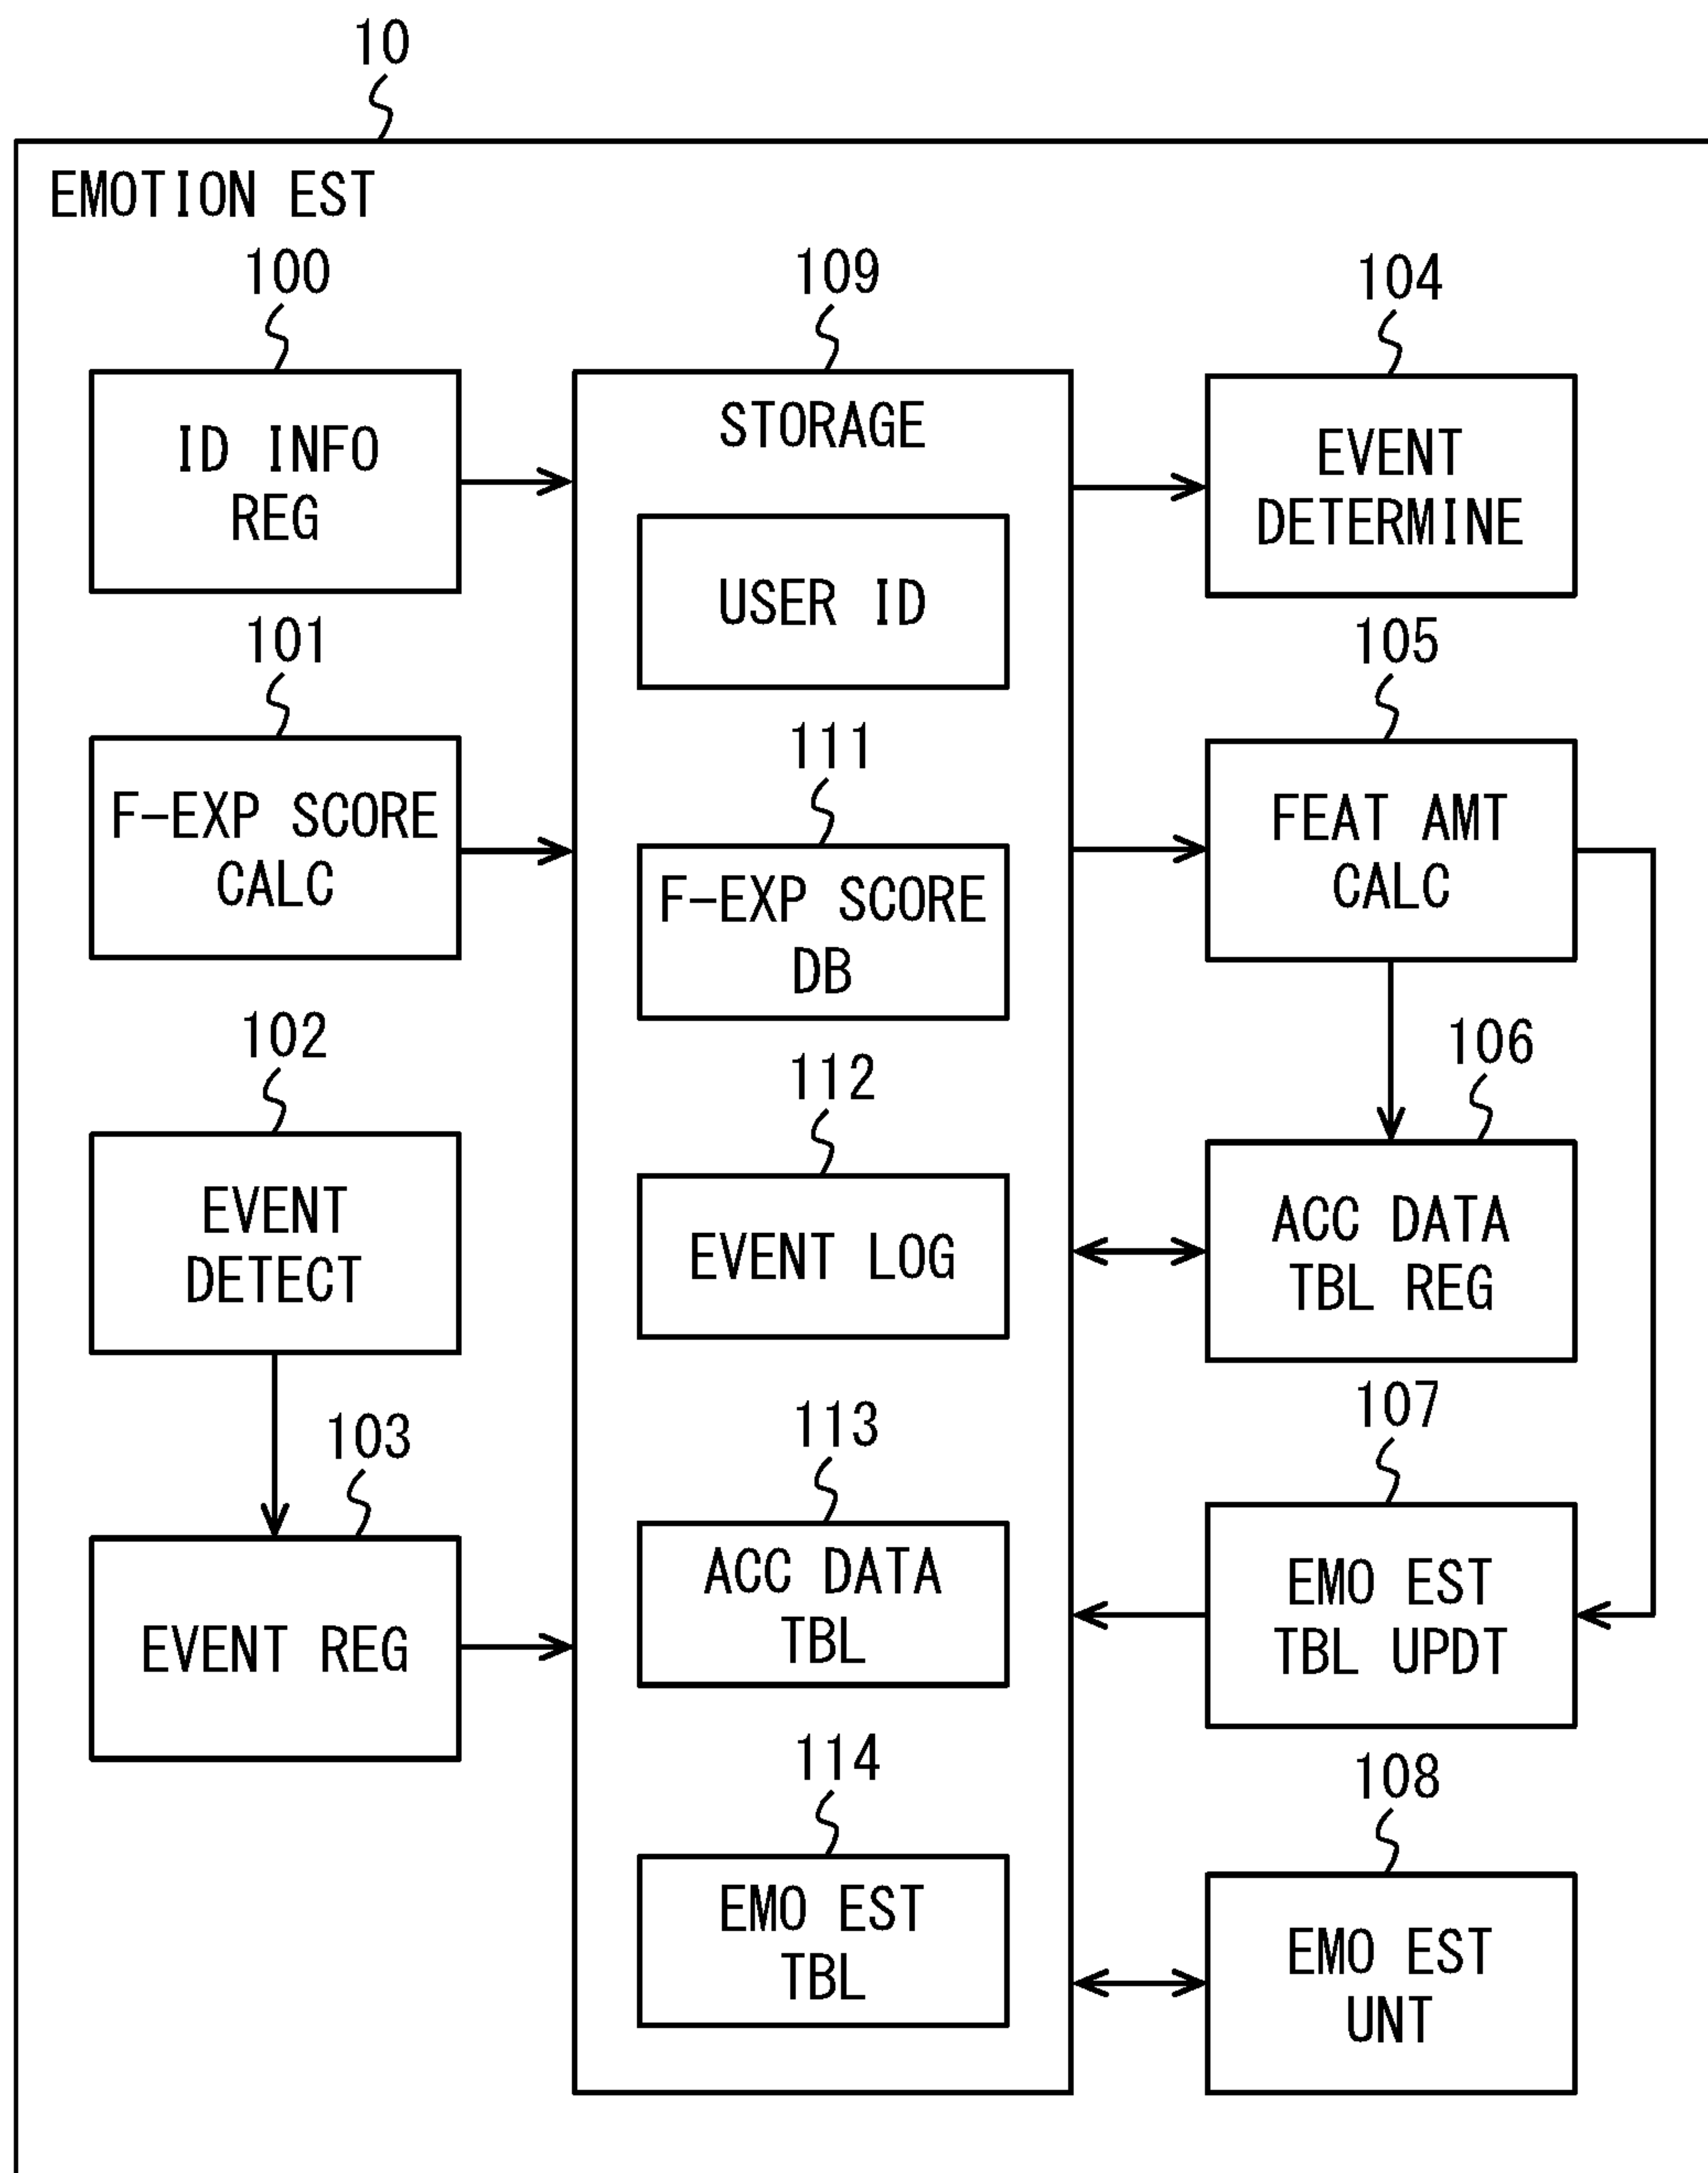 10
EMOTION EST
100
ID INFO
REG
101
F-EXP SCORE
CALC
102
EVENT
DETECT
103
EVENT REG
109
STORAGE
USER ID
111
F-EXP SCORE
DB
112
EVENT LOG
113
ACC DATA
TBL
114
EMO EST
TBL
104
EVENT
DETERMINE
105
FEAT AMT
CALC
106
ACC DATA
TBL REG
107
EMO EST
TBL UPDT
108
EMO EST
UNT